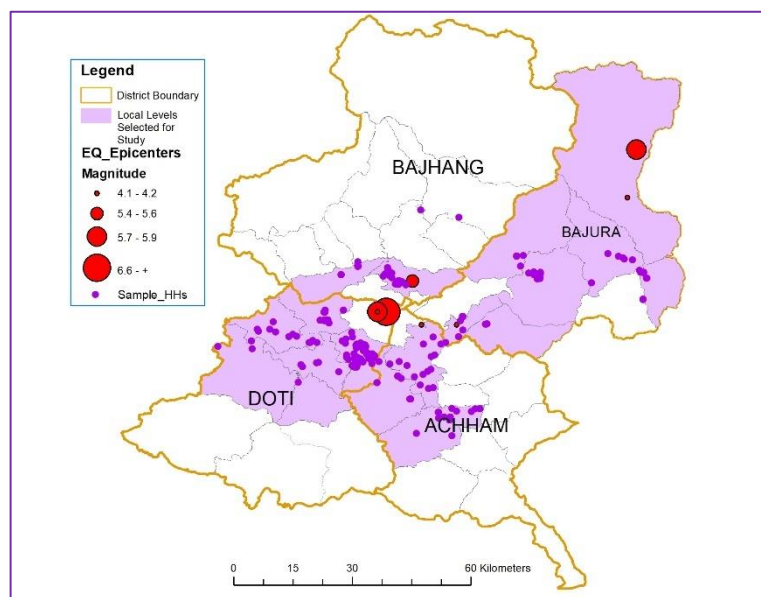 Legend
District Boundary
Local Levels
Selected for
Study
EQ_Epicenters
Magnitude
4.1 - 4.2
5.4 - 5.6
5.7 - 5.9
6.6 - +
Sample_HHs
BAJHANG
BAJURA
DOTI
ACHHAM
0 15 30 60 Kilometers